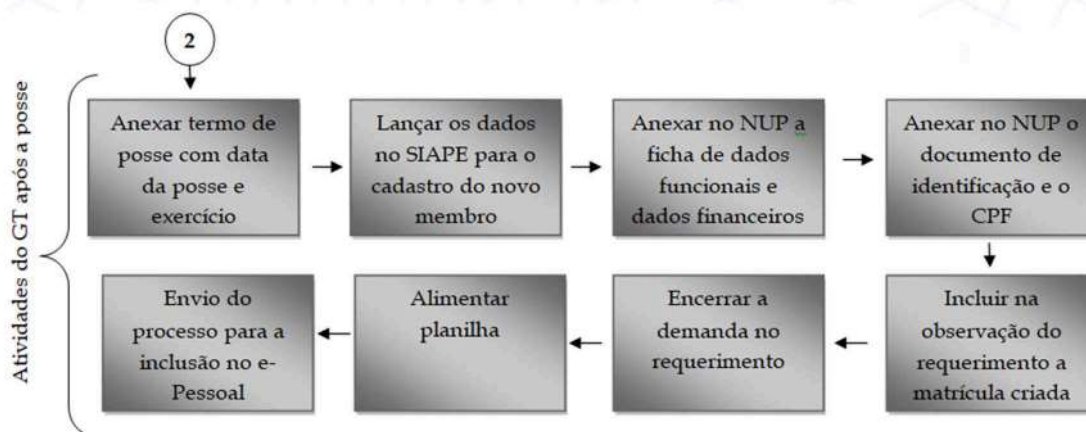 2
Atividades do GT após a posse
Anexar termo de
posse com data
da posse e
exercício
Lançar os dados
no SIAPE para o
cadastro do novo
membro
Anexar no NUP a
ficha de dados
funcionais e
dados financeiros
Anexar no NUP o
documento de
identificação e o
CPF
Incluir na
observação do
requerimento a
matrícula criada
Encerrar a
demanda no
requerimento
Alimentar
planilha
Envio do
processo para a
inclusão no e-
Pessoal